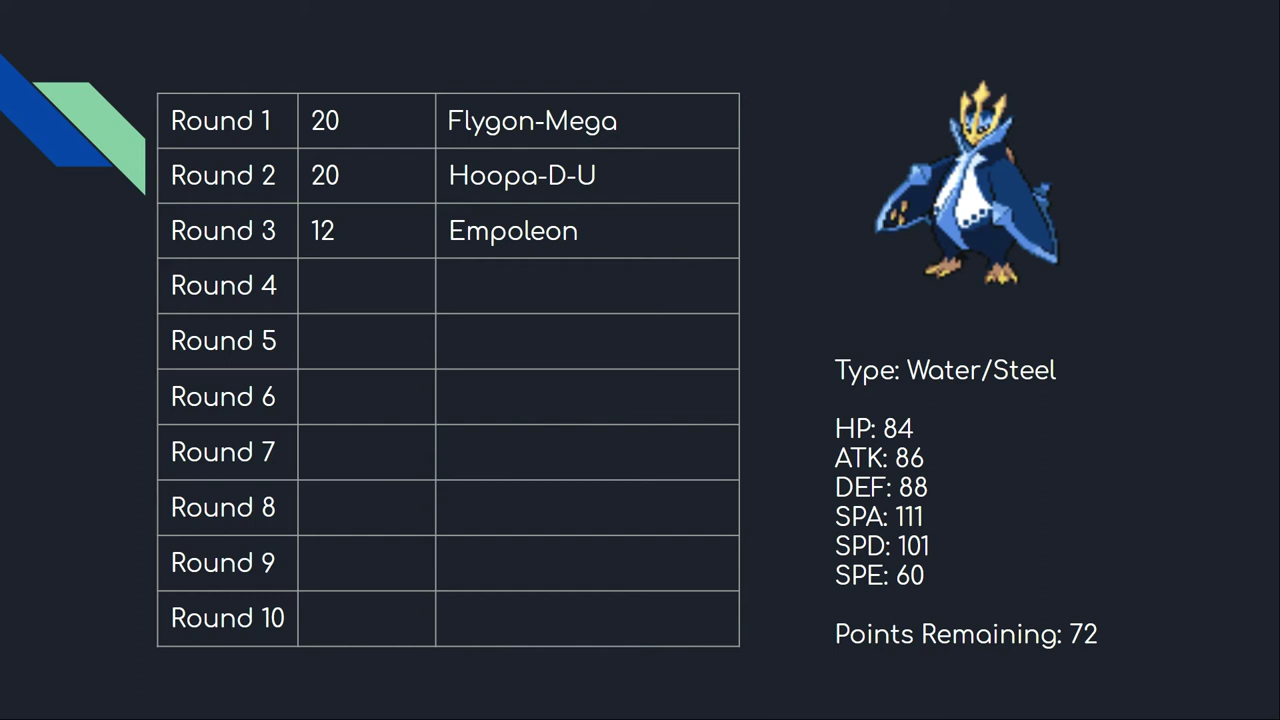 Round 1 20 Flygon-Mega
Round 2 20 Hoopa-D-U
Round 3 12 Empoleon
Round 4
Round 5
Round 6
Round 7
Round 8
Round 9
Round 10
Type: Water/Steel
HP: 84
ATK: 86
DEF: 88
SPA: 111
SPD: 101
SPE: 60
Points Remaining: 72